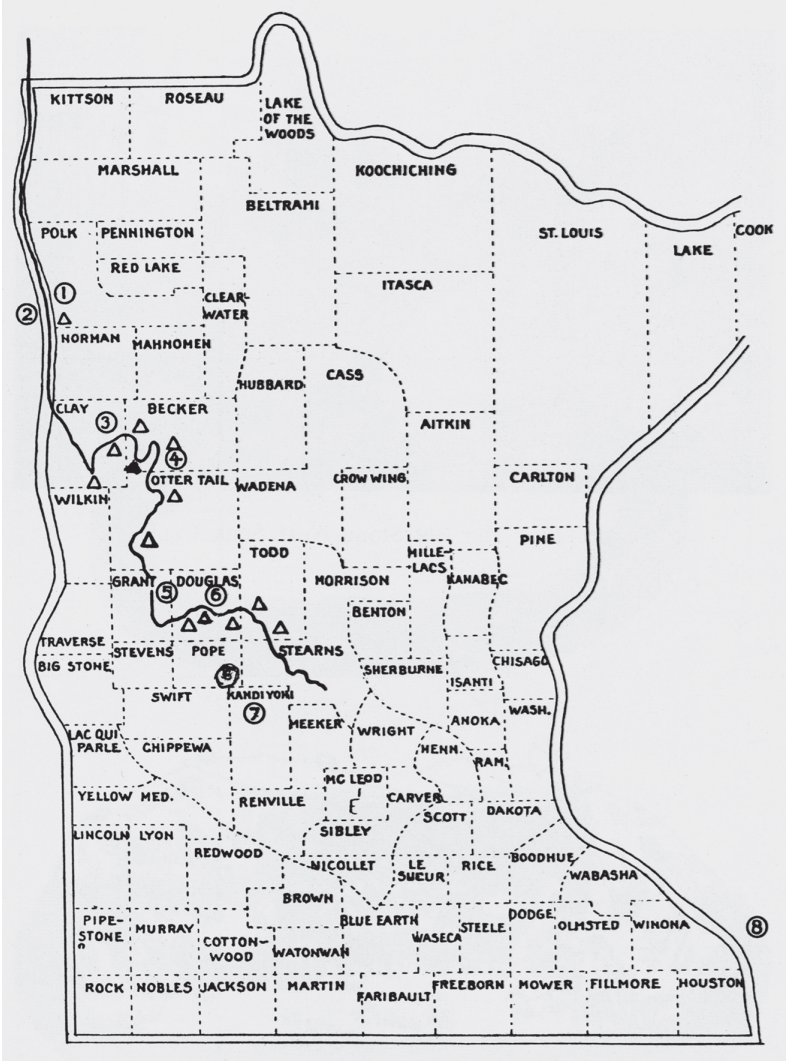 KITTSON
ROSEAU
LAKE
OF THE
WOODS
MARSHALL
KOOCHICHING
BELTRAMI
POLK
PENNINGTON
ST. LOUIS
COOK
LAKE
RED LAKE
ITASCA
1
CLEAR-
WATER
2
NORMAN
MAHNOMEN
HUBBARD
CASS
CLAY
BECKER
3
AITKIN
4
WILKIN
OTTER TAIL
WADENA
CROW WING
CARLTON
PINE
TODD
MILLE-
LACS
KANABEC
GRANT
DOUGLAS
MORRISON
5
6
BENTON
TRAVERSE
STEVENS
POPE
STEARNS
BIG STONE
SHERBURNE
CHISAGO
ISANTI
8
SWIFT
KANDIYOKI
7
MEEKER
WRIGHT
ANOKA
WASH.
LAC QUI
PARLE
CHIPPEWA
HENN.
RAM.
MC LEOD
YELLOW MED.
RENVILLE
CARVER
SCOTT
DAKOTA
SIBLEY
LINCOLN
LYON
REDWOOD
NICOLLET
LE
SUEUR
RICE
BOODHUE
WABASHA
BROWN
PIPE-
STONE
MURRAY
COTTON-
WOOD
WATONWAN
BLUE EARTH
WASECA
STEELE
DODGE
OLMSTED
WINONA
8
ROCK
NOBLES
JACKSON
MARTIN
FARIBAULT
FREEBORN
MOWER
FILLMORE
HOUSTON